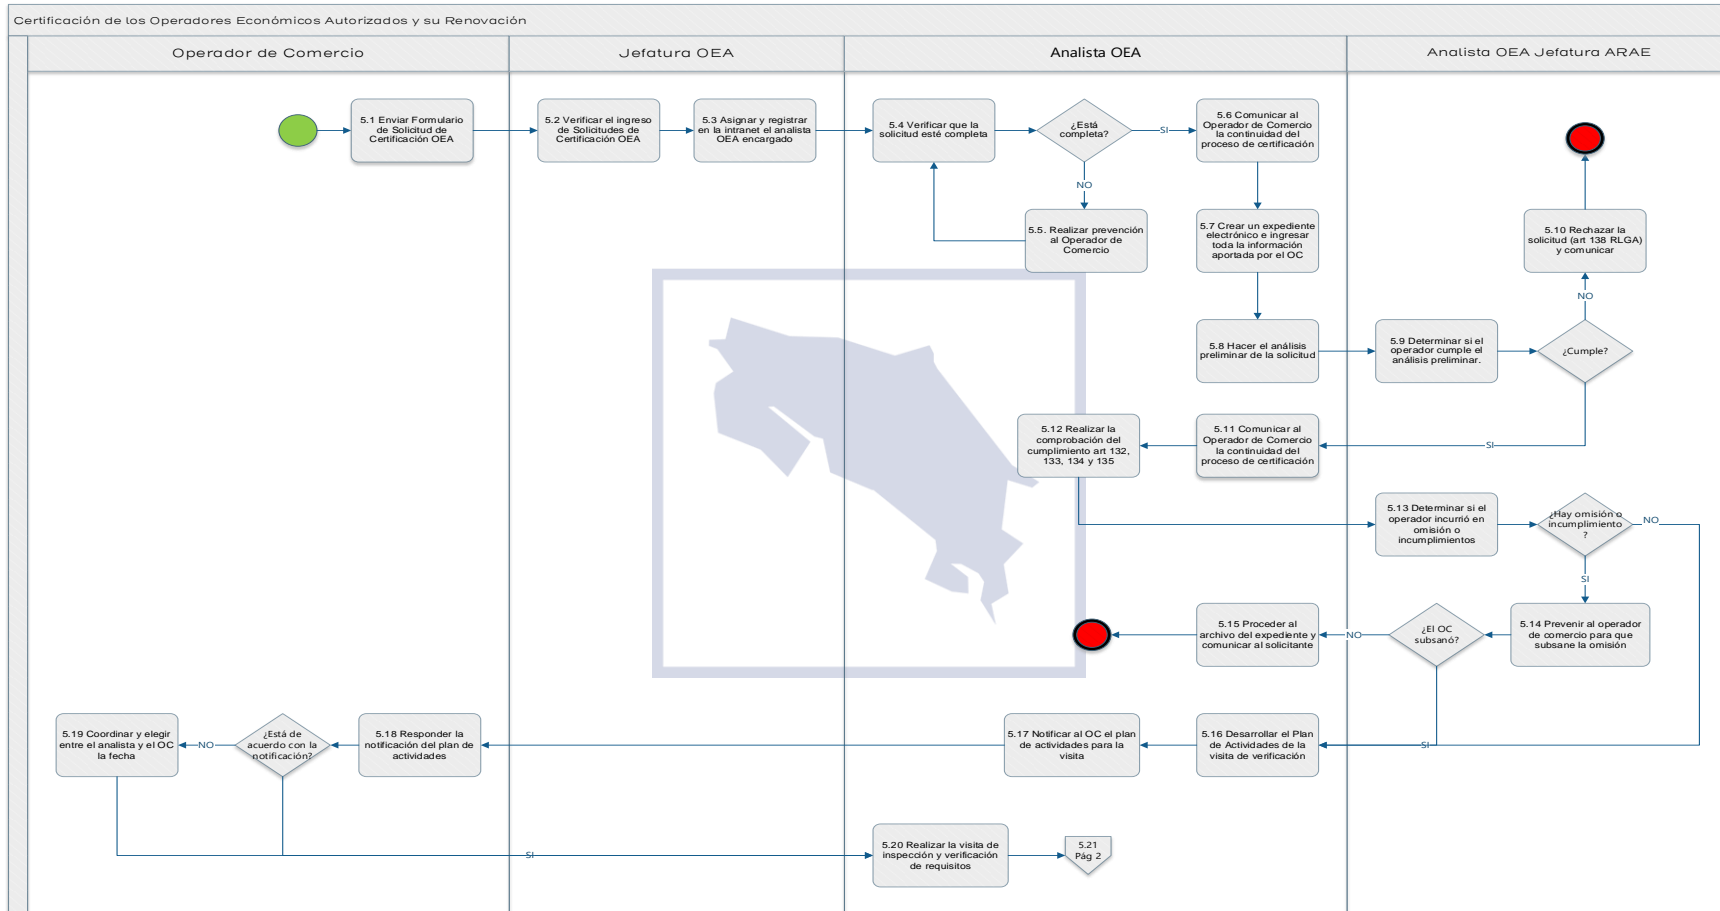 Certificación de los Operadores Económicos Autorizados y su Renovación
Operador de Comercio
Jefatura OEA
Analista OEA
Analista OEA Jefatura ARAE
5.1 Enviar Formulario
de Solicitud de
Certificación OEA
5.2 Verificar el ingreso
de Solicitudes de
Certificación OEA
5.3 Asignar y registrar
en la intranet el analista
OEA encargado
5.4 Verificar que la
solicitud esté completa
¿Está
completa?
SI
NO
5.6 Comunicar al
Operador de Comercio
la continuidad del
proceso de certificación
5.5. Realizar prevención
al Operador de
Comercio
5.7 Crear un expediente
electrónico e ingresar
toda la información
aportada por el OC
5.10 Rechazar la
solicitud (art 138 RLGA)
y comunicar
NO
5.8 Hacer el análisis
preliminar de la solicitud
5.9 Determinar si el
operador cumple el
análisis preliminar.
¿Cumple?
SI
5.12 Realizar la
comprobación del
cumplimiento art 132,
133, 134 y 135
5.11 Comunicar al
Operador de Comercio
la continuidad del
proceso de certificación
5.13 Determinar si el
operador incurrió en
omisión o
incumplimientos
¿Hay omisión o
incumplimiento
?
NO
SI
5.15 Proceder al
archivo del expediente y
comunicar al solicitante
NO
¿El OC
subsanó?
5.14 Prevenir al operador
de comercio para que
subsane la omisión
5.19 Coordinar y elegir
entre el analista y el OC
la fecha
NO
¿Está de
acuerdo con la
notificación?
5.18 Responder la
notificación del plan de
actividades
5.17 Notificar al OC el
plan de actividades para la
visita
5.16 Desarrollar el Plan
de Actividades de la
visita de verificación
SI
SI
5.20 Realizar la visita de
inspección y verificación
de requisitos
5.21
Pág 2